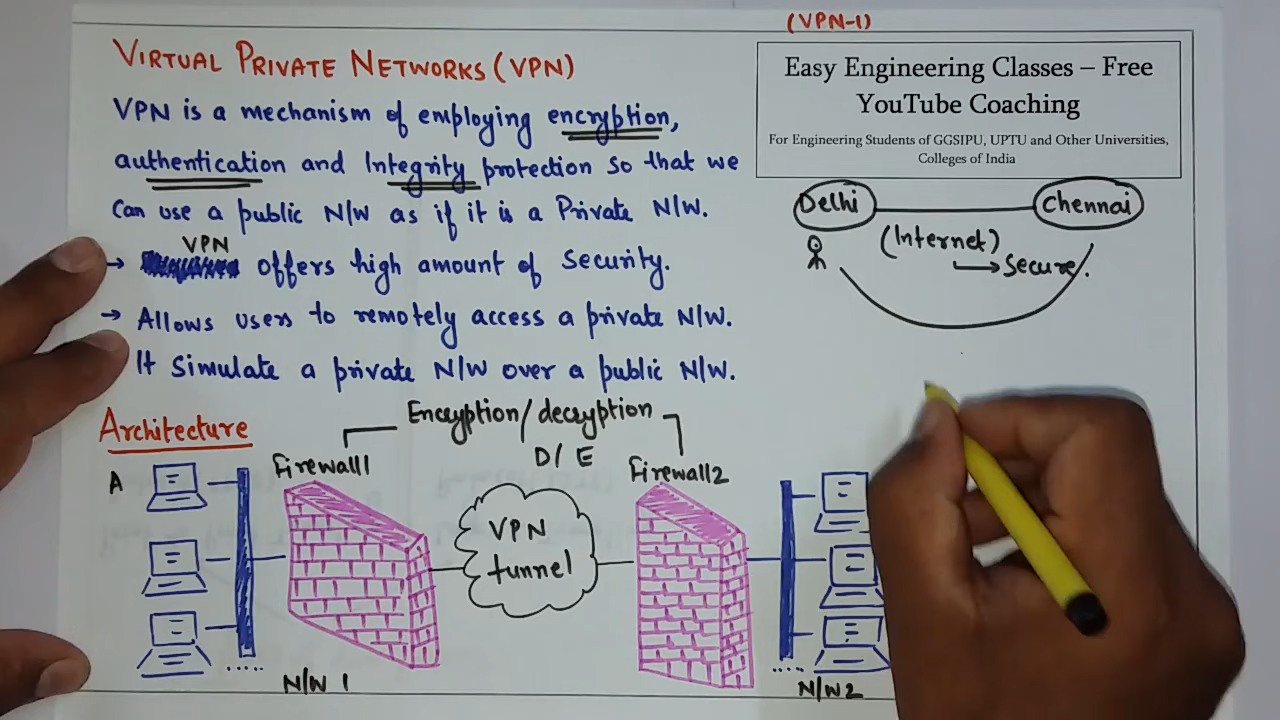 (VPN-1)
VIRTUAL PRIVATE NETWORKS (VPN)
Easy Engineering Classes – Free
YouTube Coaching
For Engineering Students of GGSIPU, UPTU and Other Universities,
Colleges of India
VPN is a mechanism of employing encryption,
authentication and Integrity protection so that we
Can use a public N/W as if it is a Private N/W.
VPN
→ offers high amount of security.
→ Allows users to remotely access a private N/W.
It Simulate a private N/W over a public N/W.
Delhi
Chennai
(Internet)
→ Secure.
Architecture
Encryption/decryption
D/E
A
Firewall1
Firewall2
VPN
tunnel
N/W 1
N/W2